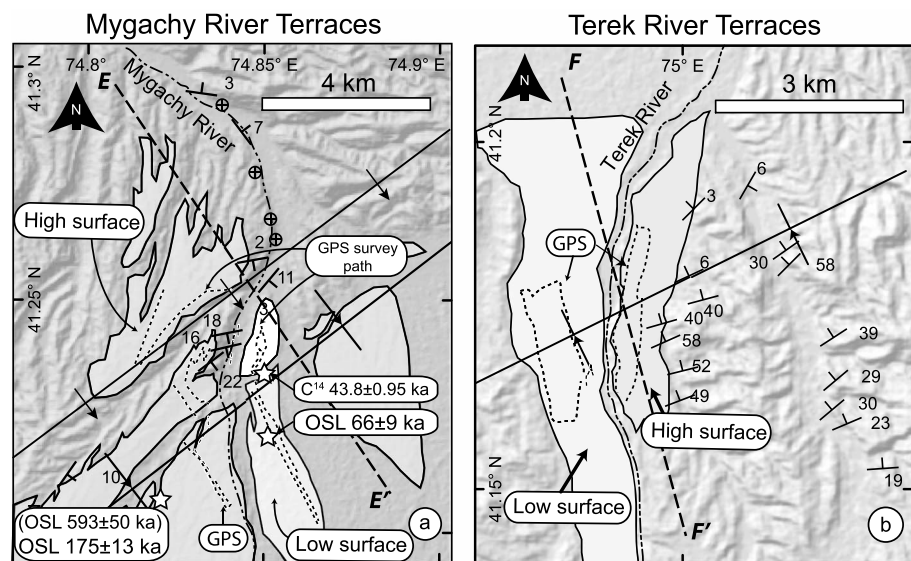 Mygachy River Terraces
74.8°
74.85° E
74.9° E
41.3° N
E
3
4 km
N
Mygachy River
7
High surface
2
GPS survey
path
11
41.25° N
3
18
16
22
C¹⁴ 43.8±0.95 ka
OSL 66±9 ka
10
E'
(OSL 593±50 ka)
OSL 175±13 ka
GPS
Low surface
a
Terek River Terraces
F
75° E
3 km
N
41.2° N
Terek River
6
3
GPS
30
58
6
40
40
58
39
52
29
49
30
High surface
23
Low surface
19
41.15° N
F'
b